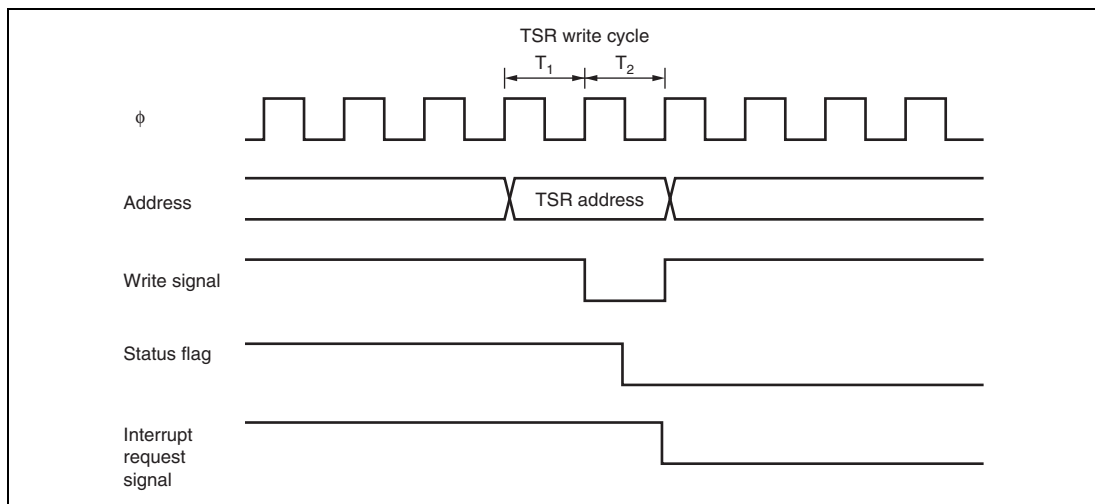 TSR write cycle
T1 T2
ϕ
Address
TSR address
Write signal
Status flag
Interrupt
request
signal